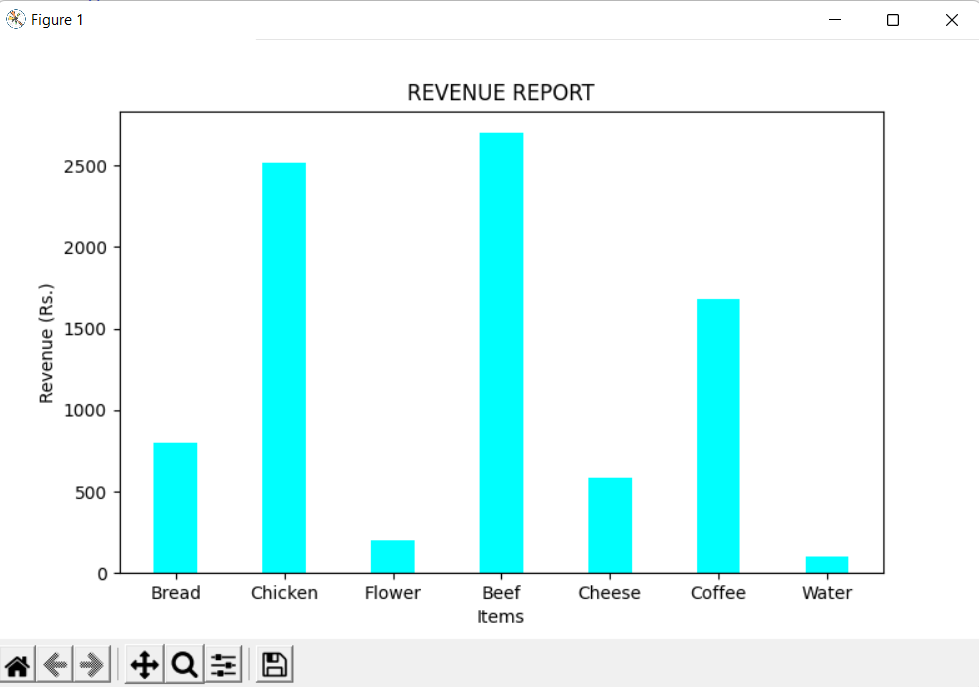 Figure 1
REVENUE REPORT
2500
2000
1500
1000
500
0
Revenue (Rs.)
Bread Chicken Flower Beef Cheese Coffee Water
Items